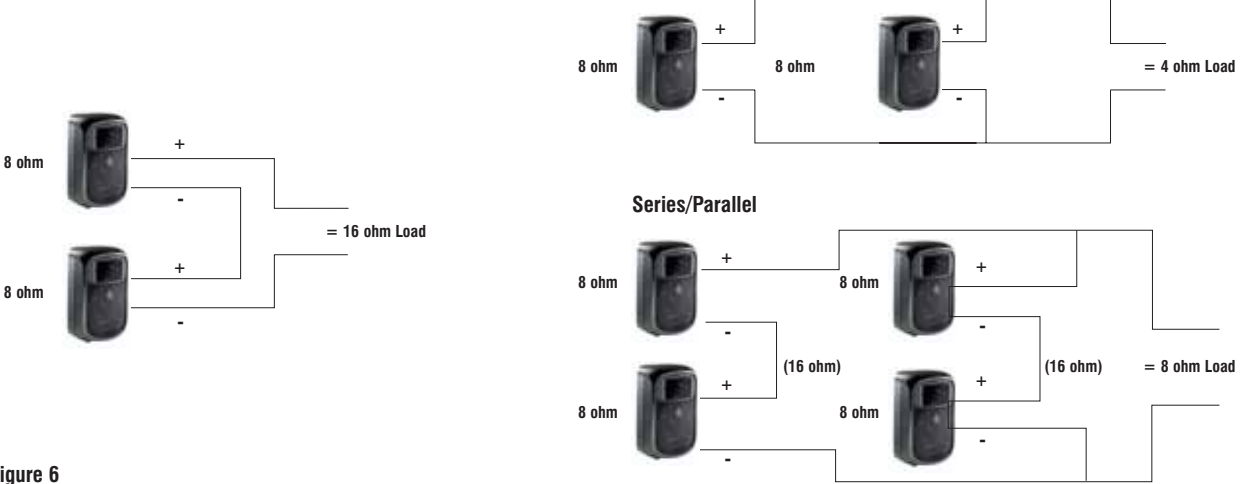 8 ohm
+
-
8 ohm
+
-
= 16 ohm Load
igure 6
8 ohm
+
-
8 ohm
+
-
= 4 ohm Load
Series/Parallel
8 ohm
+
-
(16 ohm)
8 ohm
+
-
8 ohm
+
-
(16 ohm)
8 ohm
+
-
= 8 ohm Load